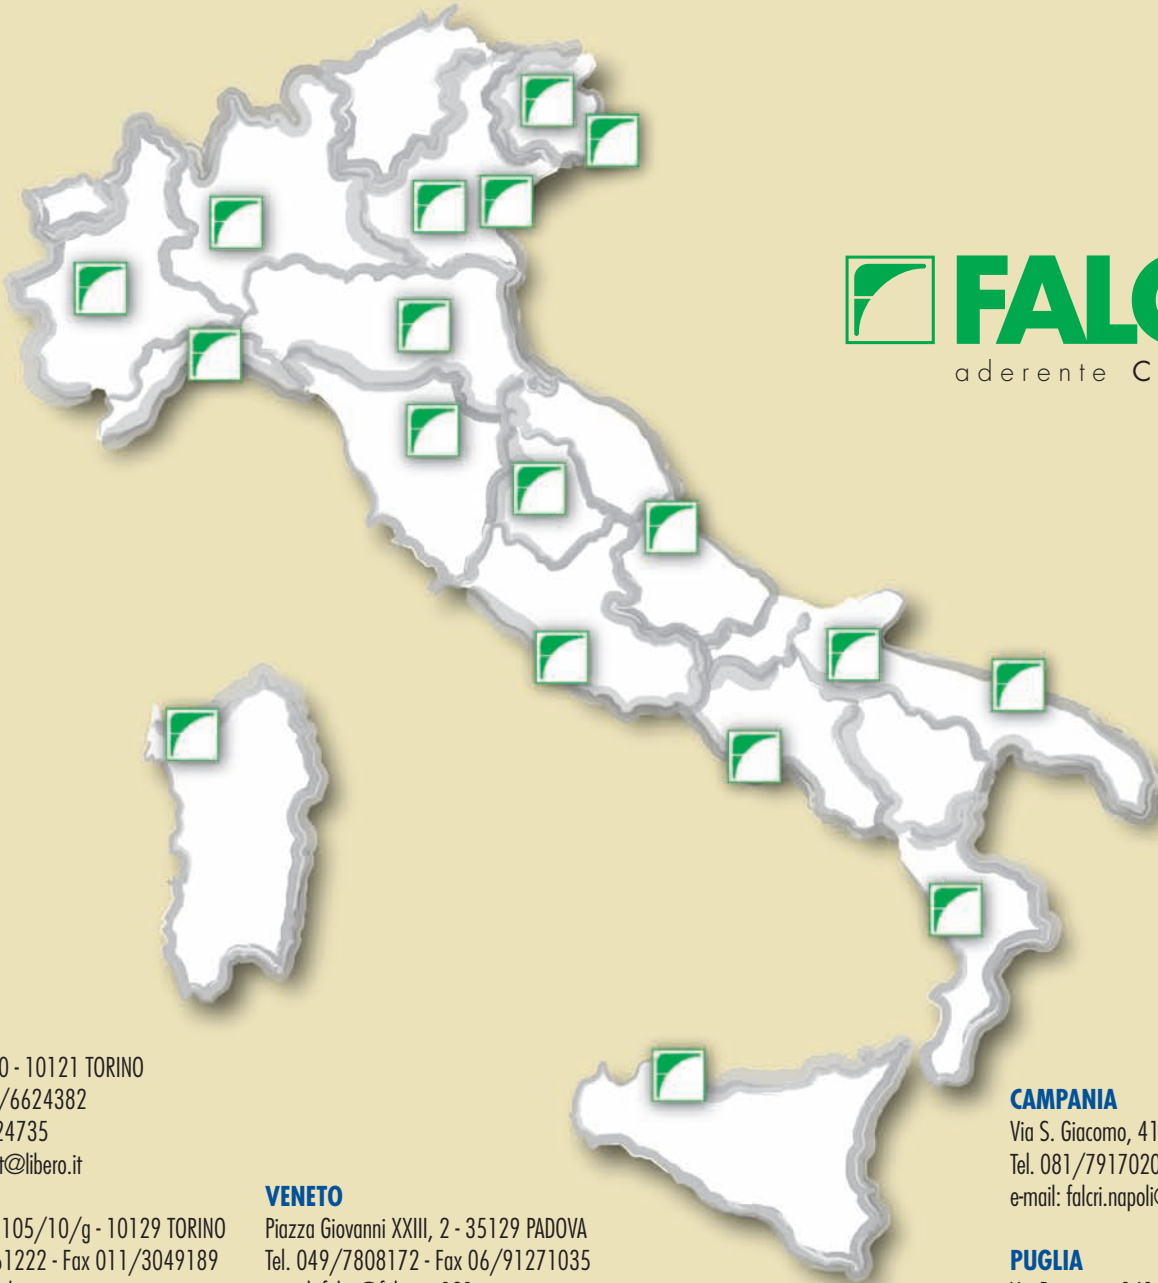 FALC
aderente C
0 - 10121 TORINO
/6624382
24735
t@libero.it
105/10/g - 10129 TORINO
61222 - Fax 011/3049189
VENETO
Piazza Giovanni XXIII, 2 - 35129 PADOVA
Tel. 049/7808172 - Fax 06/91271035
CAMPANIA
Via S. Giacomo, 41
Tel. 081/7917020
e-mail: falcri.napoli@
PUGLIA